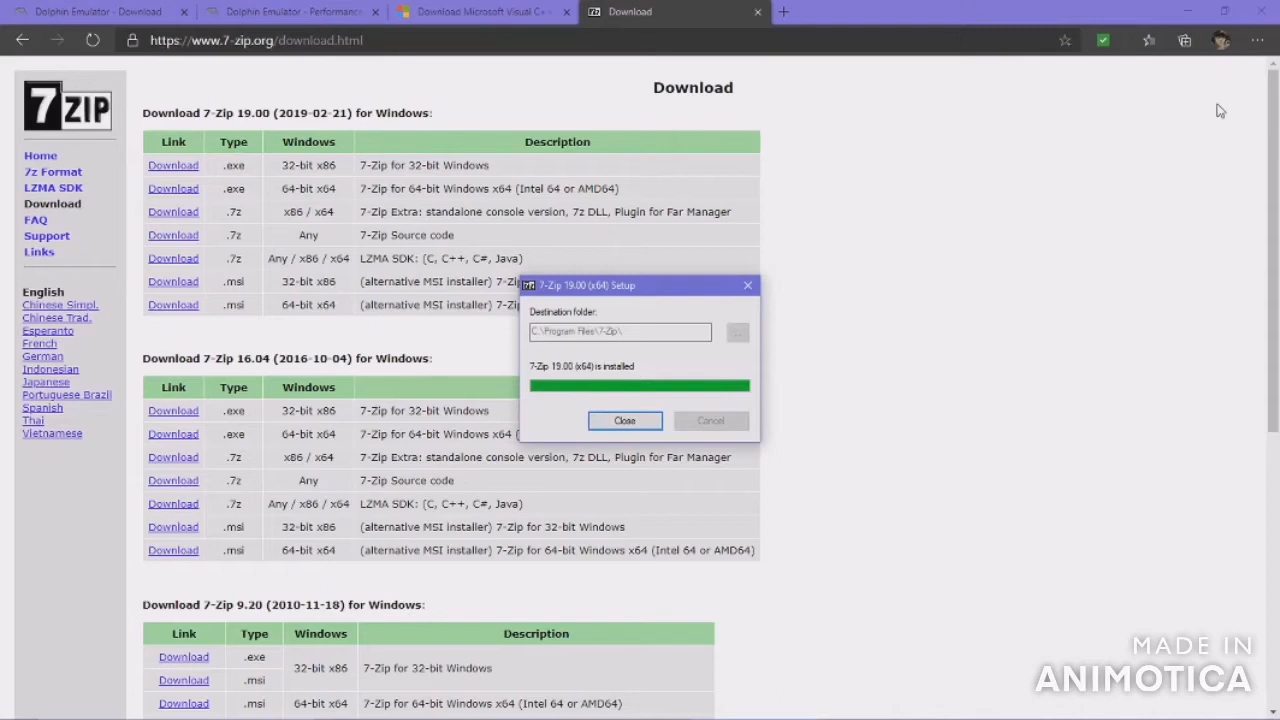 Dolphin Emulator - Download
Dolphin Emulator - Performance
Download Microsoft Visual C++
Download
https://www.7-zip.org/download.html
7ZIP
Home
7z Format
LZMA SDK
Download
FAQ
Support
Links
English
Chinese Simpl.
Chinese Trad.
Esperanto
French
German
Indonesian
Japanese
Portuguese Brazil
Spanish
Thai
Vietnamese
Download
Download 7-Zip 19.00 (2019-02-21) for Windows:
Link Type Windows Description
Download .exe 32-bit x86 7-Zip for 32-bit Windows
Download .exe 64-bit x64 7-Zip for 64-bit Windows x64 (Intel 64 or AMD64)
Download .7z x86 / x64 7-Zip Extra: standalone console version, 7z DLL, Plugin for Far Manager
Download .7z Any 7-Zip Source code
Download .7z Any / x86 / x64 LZMA SDK: (C, C++, C#, Java)
Download .msi 32-bit x86 (alternative MSI installer) 7-Z
Download .msi 64-bit x64 (alternative MSI installer) 7-Z
Download 7-Zip 16.04 (2016-10-04) for Windows:
Link Type Windows
Download .exe 32-bit x86 7-Zip for 32-bit Windows
Download .exe 64-bit x64 7-Zip for 64-bit Windows x64 (
Download .7z x86 / x64 7-Zip Extra: standalone console version, 7z DLL, Plugin for Far Manager
Download .7z Any 7-Zip Source code
Download .7z Any / x86 / x64 LZMA SDK: (C, C++, C#, Java)
Download .msi 32-bit x86 (alternative MSI installer) 7-Zip for 32-bit Windows
Download .msi 64-bit x64 (alternative MSI installer) 7-Zip for 64-bit Windows x64 (Intel 64 or AMD64)
Download 7-Zip 9.20 (2010-11-18) for Windows:
Link Type Windows Description
Download .exe 32-bit x86 7-Zip for 32-bit Windows
Download .msi
Download .msi 64-bit x64 7-Zip for 64-bit Windows x64 (Intel 64 or AMD64)
7-Zip 19.00 (x64) Setup
Destination folder:
C:\Program Files\7-Zip\
...
7-Zip 19.00 (x64) is installed
Close Cancel
MADE IN
ANIMOTICA